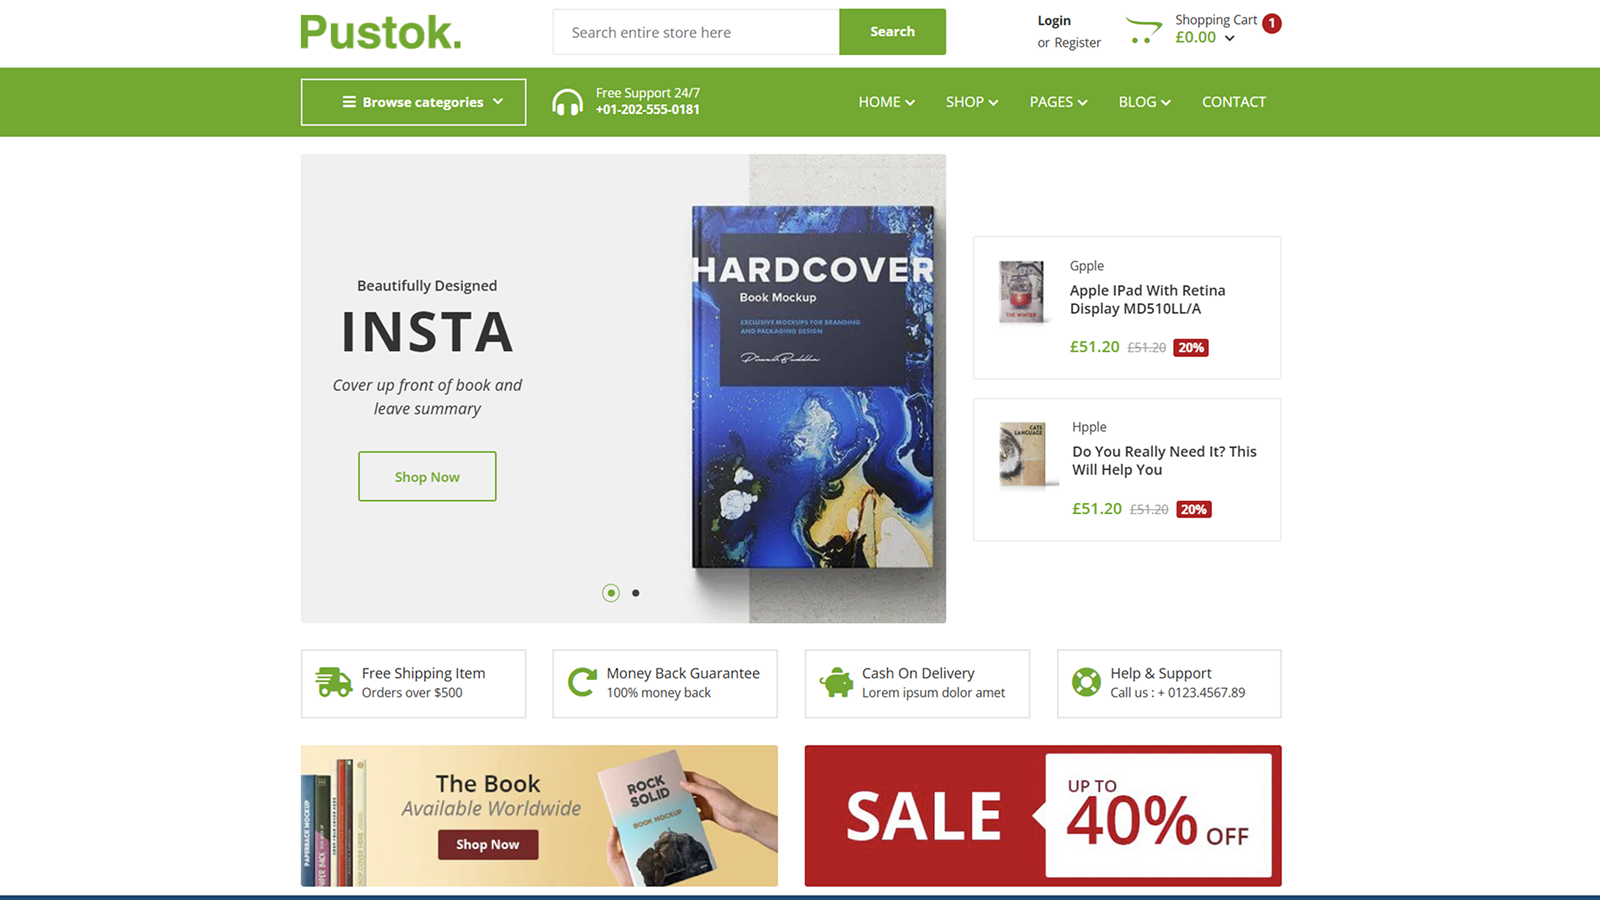 Pustok.
Search entire store here
Search
Login
or Register
Shopping Cart 1
£0.00
Browse categories
Free Support 24/7
+01-202-555-0181
HOME
SHOP
PAGES
BLOG
CONTACT
Beautifully Designed
INSTA
Cover up front of book and
leave summary
Shop Now
HARDCOVER
Book Mockup
EXCLUSIVE MOCKUPS FOR BRANDING
AND PACKAGING DESIGN
Gpple
Apple IPad With Retina
Display MD510LL/A
£51.20 £51.20 20%
THE WINTER
Hpple
Do You Really Need It? This
Will Help You
£51.20 £51.20 20%
CATS
LANGUAGE
Free Shipping Item
Orders over $500
Money Back Guarantee
100% money back
Cash On Delivery
Lorem ipsum dolor amet
Help & Support
Call us : + 0123.4567.89
PAPERBACK MOCKUP
The Book
Available Worldwide
Shop Now
ROCK
SOLID
BOOK MOCKUP
SALE
UP TO
40% OFF